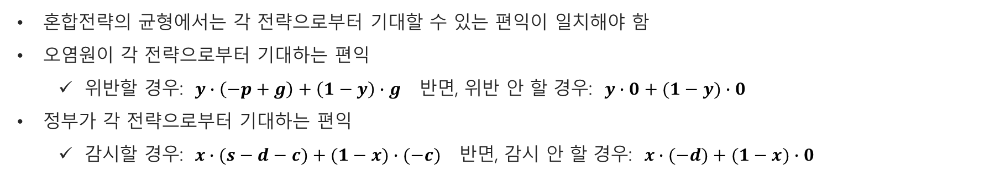 • 혼합전략의 균형에서는 각 전략으로부터 기대할 수 있는 편익이 일치해야 함
• 오염원이 각 전략으로부터 기대하는 편익
✓ 위반할 경우: y · (−p + g) + (1 − y) · g 반면, 위반 안 할 경우: y · 0 + (1 − y) · 0
• 정부가 각 전략으로부터 기대하는 편익
✓ 감시할 경우: x · (s − d − c) + (1 − x) · (−c) 반면, 감시 안 할 경우: x · (−d) + (1 − x) · 0